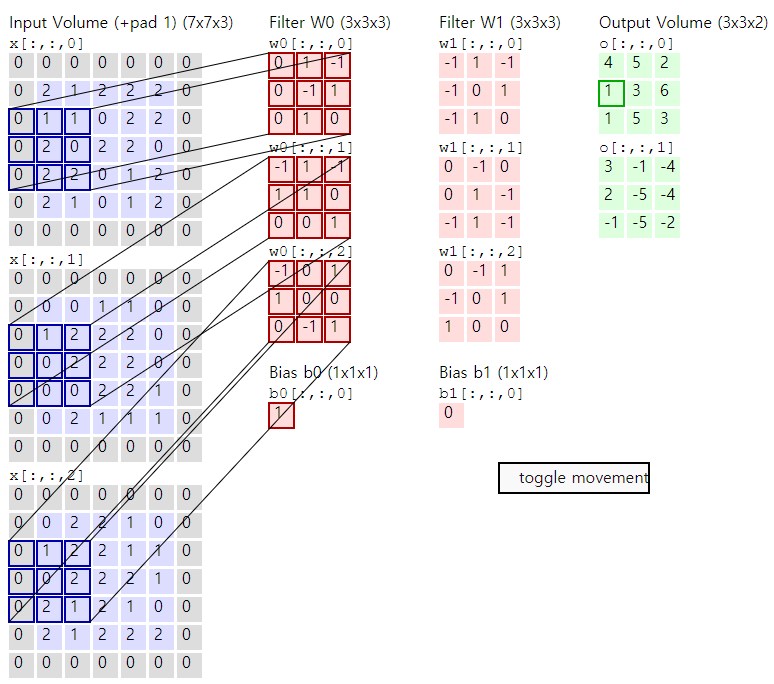 Input Volume (+pad 1) (7x7x3) Filter W0 (3x3x3) Filter W1 (3x3x3) Output Volume (3x3x2)
x[:,:,0] w0[:,:,0] w1[:,:,0] o[:,:,0]
0 0 0 0 0 0 0 0 1 -1 -1 1 -1 4 5 2
0 2 1 2 2 2 0 0 -1 1 -1 0 1 1 3 6
0 1 1 0 2 2 0 0 1 0 -1 1 0 1 5 3
0 2 0 2 2 2 0 w0[:,:,1] w1[:,:,1] o[:,:,1]
0 2 2 0 1 2 0 -1 1 -1 0 -1 0 3 -1 -4
0 2 1 0 1 2 0 1 1 0 0 1 -1 2 -5 -4
0 0 0 0 0 0 0 0 0 1 -1 1 -1 -1 -5 -2
x[:,:,1] w0[:,:,2] w1[:,:,2]
0 0 0 0 0 0 0 -1 0 1 0 -1 1
0 0 0 1 1 0 0 1 0 0 -1 0 1
0 1 2 2 2 0 0 0 -1 1 1 0 0
0 0 2 2 2 0 0 Bias b0 (1x1x1) Bias b1 (1x1x1)
0 0 0 2 2 1 0 b0[:,:,0] b1[:,:,0]
0 0 2 1 1 1 0 1 0
0 0 0 0 0 0 0
x[:,:,2] toggle movement
0 0 0 0 0 0 0
0 0 2 2 1 0 0
0 1 2 2 1 1 0
0 0 2 2 2 1 0
0 2 1 2 1 0 0
0 2 1 2 2 2 0
0 0 0 0 0 0 0